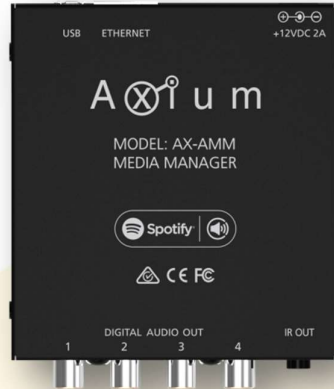 USB ETHERNET
+12VDC 2A
Axium
MODEL: AX-AMM
MEDIA MANAGER
Spotify
CE FC
DIGITAL AUDIO OUT
IR OUT
1 2 3 4